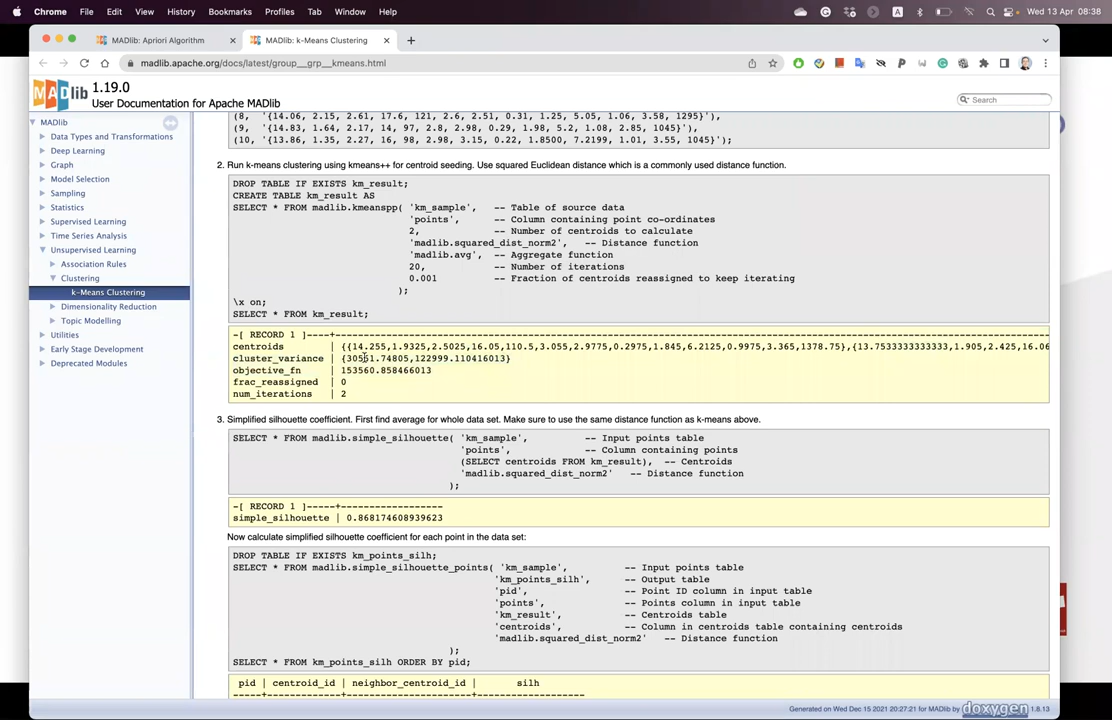 Chrome File Edit View History Bookmarks Profiles Tab Window Help A Wed 13 Apr 08:38
MADlib: Apriori Algorithm MADlib: k-Means Clustering
madlib.apache.org/docs/latest/group__grp__kmeans.html
MADlib 1.19.0
User Documentation for Apache MADlib
Search
MADlib
Data Types and Transformations
Deep Learning
Graph
Model Selection
Sampling
Statistics
Supervised Learning
Time Series Analysis
Unsupervised Learning
Association Rules
Clustering
k-Means Clustering
Dimensionality Reduction
Topic Modelling
Utilities
Early Stage Development
Deprecated Modules
(8, '{14.06, 2.15, 2.61, 17.6, 121, 2.6, 2.51, 0.31, 1.25, 5.05, 1.06, 3.58, 1295}'),
(9, '{14.83, 1.64, 2.17, 14, 97, 2.8, 2.98, 0.29, 1.98, 5.2, 1.08, 2.85, 1045}'),
(10, '{13.86, 1.35, 2.27, 16, 98, 2.98, 3.15, 0.22, 1.8500, 7.2199, 1.01, 3.55, 1045}');
2. Run k-means clustering using kmeans++ for centroid seeding. Use squared Euclidean distance which is a commonly used distance function.
DROP TABLE IF EXISTS km_result;
CREATE TABLE km_result AS
SELECT * FROM madlib.kmeanspp( 'km_sample', -- Table of source data
'points', -- Column containing point co-ordinates
2, -- Number of centroids to calculate
'madlib.squared_dist_norm2', -- Distance function
'madlib.avg', -- Aggregate function
20, -- Number of iterations
0.001 -- Fraction of centroids reassigned to keep iterating
);
\x on;
SELECT * FROM km_result;
-[ RECORD 1 ]--
centroids | {{14.255,1.9325,2.5025,16.05,110.5,3.055,2.9775,0.2975,1.845,6.2125,0.9975,3.365,1378.75},{13.7533333333333,1.905,2.425,16.06
cluster_variance | {30561.74805,122999.110416013}
objective_fn | 153560.858466013
frac_reassigned | 0
num_iterations | 2
3. Simplified silhouette coefficient. First find average for whole data set. Make sure to use the same distance function as k-means above.
SELECT * FROM madlib.simple_silhouette( 'km_sample', -- Input points table
'points', -- Column containing points
(SELECT centroids FROM km_result), -- Centroids
'madlib.squared_dist_norm2' -- Distance function
);
-[ RECORD 1 ]-----+------------------
simple_silhouette | 0.868174608939623
Now calculate simplified silhouette coefficient for each point in the data set:
DROP TABLE IF EXISTS km_points_silh;
SELECT * FROM madlib.simple_silhouette_points( 'km_sample', -- Input points table
'km_points_silh', -- Output table
'pid', -- Point ID column in input table
'points', -- Points column in input table
'km_result', -- Centroids table
'centroids', -- Column in centroids table containing centroids
'madlib.squared_dist_norm2' -- Distance function
);
SELECT * FROM km_points_silh ORDER BY pid;
pid | centroid_id | neighbor_centroid_id | silh
Generated on Wed Dec 15 2021 20:27:21 for MADlib by doxygen 1.8.13